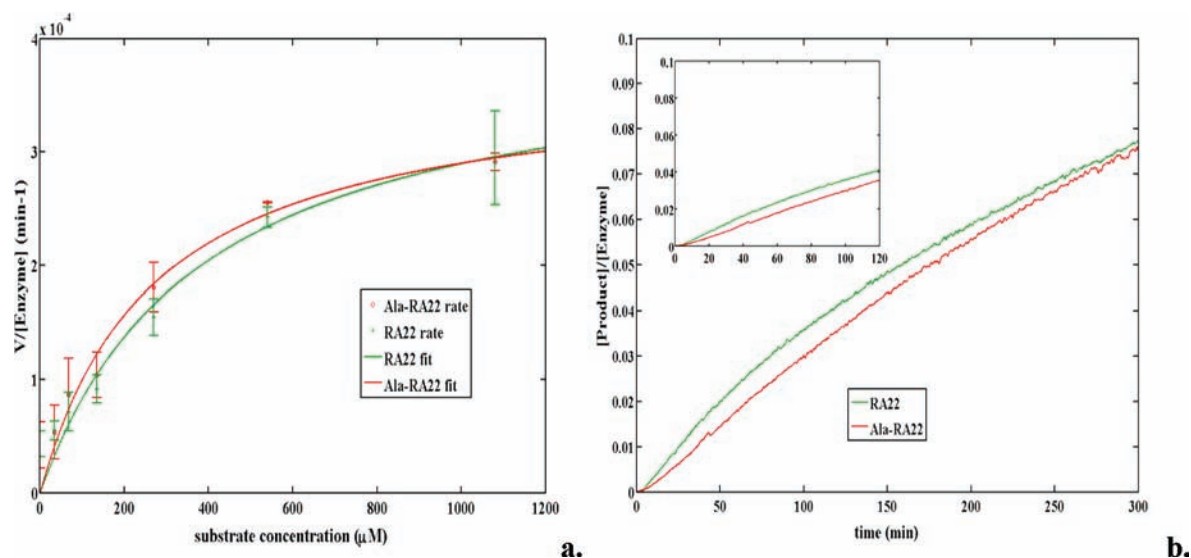 x 10⁻⁴
4
3
2
1
0
0 200 400 600 800 1000 1200
V/[Enzyme] (min-1)
substrate concentration (μM)
Ala-RA22 rate
RA22 rate
RA22 fit
Ala-RA22 fit
a.
0.1
0.09
0.08
0.07
0.06
0.05
0.04
0.03
0.02
0.01
0
0 50 100 150 200 250 300
[Product]/[Enzyme]
time (min)
0.1
0.08
0.06
0.04
0.02
0
0 20 40 60 80 100 120
RA22
Ala-RA22
b.